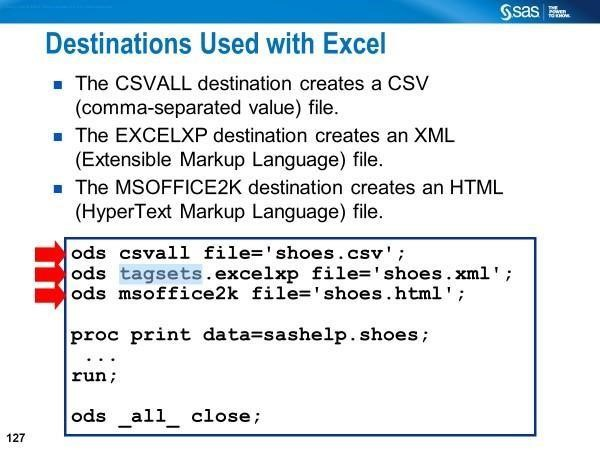 sas THE POWER TO KNOW.
Destinations Used with Excel
The CSVALL destination creates a CSV
(comma-separated value) file.
The EXCELXP destination creates an XML
(Extensible Markup Language) file.
The MSOFFICE2K destination creates an HTML
(HyperText Markup Language) file.
ods csvall file='shoes.csv';
ods tagsets.excelxp file='shoes.xml';
ods msoffice2k file='shoes.html';
proc print data=sashelp.shoes;
...
run;
ods _all_ close;
127